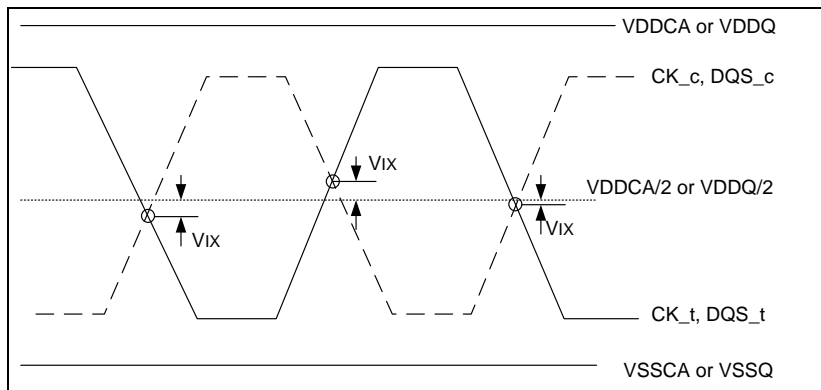 VDDCA or VDDQ
CK_c, DQS_c
VIX
VDDCA/2 or VDDQ/2
VIX
VIX
CK_t, DQS_t
VSSCA or VSSQ